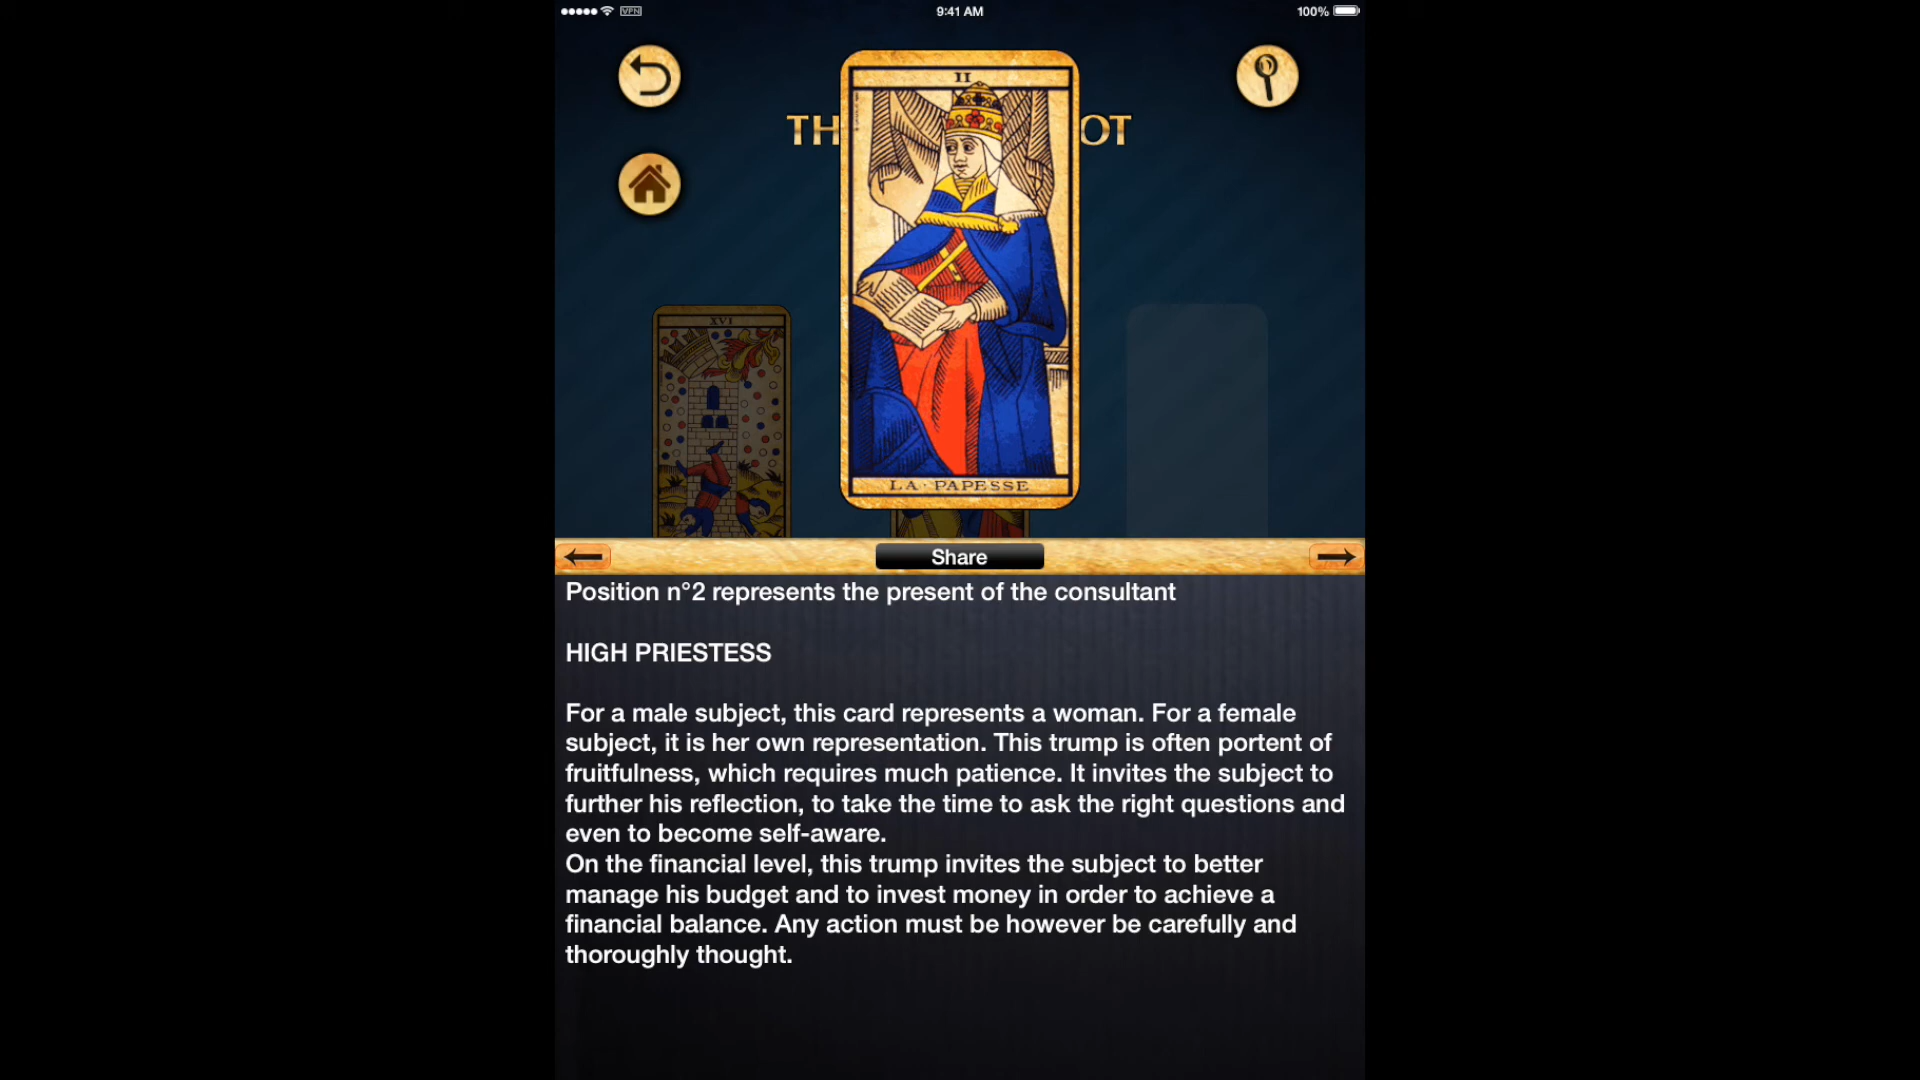 VPN
9:41 AM
100%
II
TH
OT
XVI
LA·PAPESSE
Share
Position n°2 represents the present of the consultant
HIGH PRIESTESS
For a male subject, this card represents a woman. For a female
subject, it is her own representation. This trump is often portent of
fruitfulness, which requires much patience. It invites the subject to
further his reflection, to take the time to ask the right questions and
even to become self-aware.
On the financial level, this trump invites the subject to better
manage his budget and to invest money in order to achieve a
financial balance. Any action must be however be carefully and
thoroughly thought.